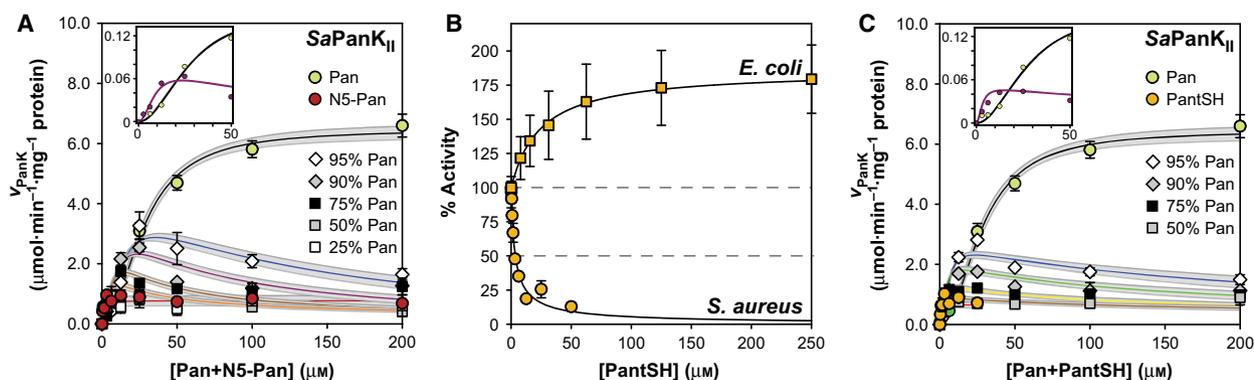 A
SaPanKII
Pan
N5-Pan
95% Pan
90% Pan
75% Pan
50% Pan
25% Pan
vPanK
(μmol·min−1·mg−1 protein)
10.0
8.0
6.0
4.0
2.0
0.0
0 50 100 150 200
[Pan+N5-Pan] (μM)
0.12
0.06
0
0 50
B
% Activity
200
175
150
125
100
75
50
25
0
0 50 100 150 200 250
[PantSH] (μM)
E. coli
S. aureus
C
SaPanKII
Pan
PantSH
95% Pan
90% Pan
75% Pan
50% Pan
vPanK
(μmol·min−1·mg−1 protein)
10.0
8.0
6.0
4.0
2.0
0.0
0 50 100 150 200
[Pan+PantSH] (μM)
0.12
0.06
0
0 50